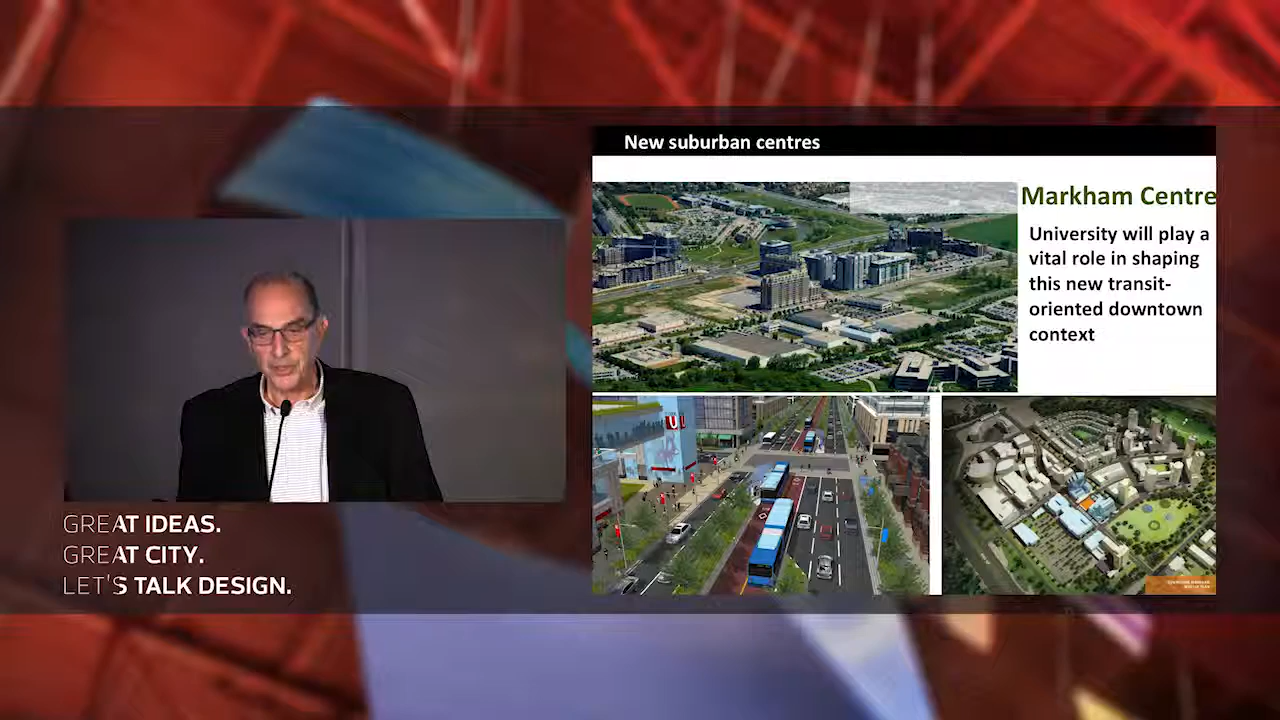 New suburban centres
Markham Centre
University will play a
vital role in shaping
this new transit-
oriented downtown
context
U
GREAT IDEAS.
GREAT CITY.
LET'S TALK DESIGN.